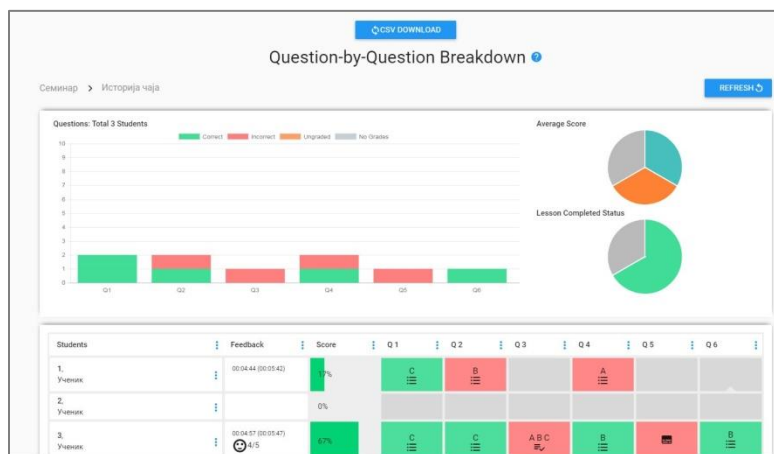 CSV DOWNLOAD
Question-by-Question Breakdown
Семинар > Историја чаја
REFRESH
Questions: Total 3 Students
Correct Incorrect Ungraded No Grades
10
9
8
7
6
5
4
3
2
1
0
Q1 Q2 Q3 Q4 Q5 Q6
Average Score
Lesson Completed Status
Students Feedback Score Q 1 Q 2 Q 3 Q 4 Q 5 Q 6
1, 00:04:44 (00:05:42) 17% C B A
Ученик
2, 0%
Ученик
3, 00:04:57 (00:05:47) 67% C C A B C B B
Ученик 4/5